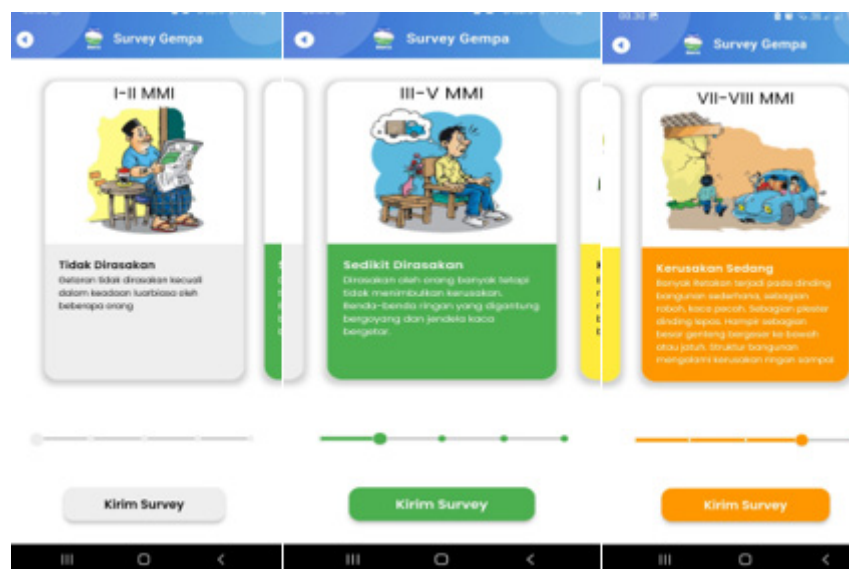 Survey Gempa
I-II MMI
Tidak Dirasakan
Getaran tidak dirasakan kecuali
dalam keadaan luarbiasa oleh
beberapa orang
Kirim Survey
Survey Gempa
III-V MMI
Sedikit Dirasakan
Dirasakan oleh orang banyak tetapi
tidak menimbulkan kerusakan.
Benda-benda ringan yang digantung
bergoyang dan jendela kaca
bergetar.
Kirim Survey
00.30
Survey Gempa
VII-VIII MMI
Kerusakan Sedang
Banyak Retakan terjadi pada dinding
bangunan sederhana, sebagian
roboh, kaca pecah. Sebagian plester
dinding lepas. Hampir sebagian
besar genteng bergeser ke bawah
atau jatuh. Struktur bangunan
mengalami kerusakan ringan sampai
Kirim Survey